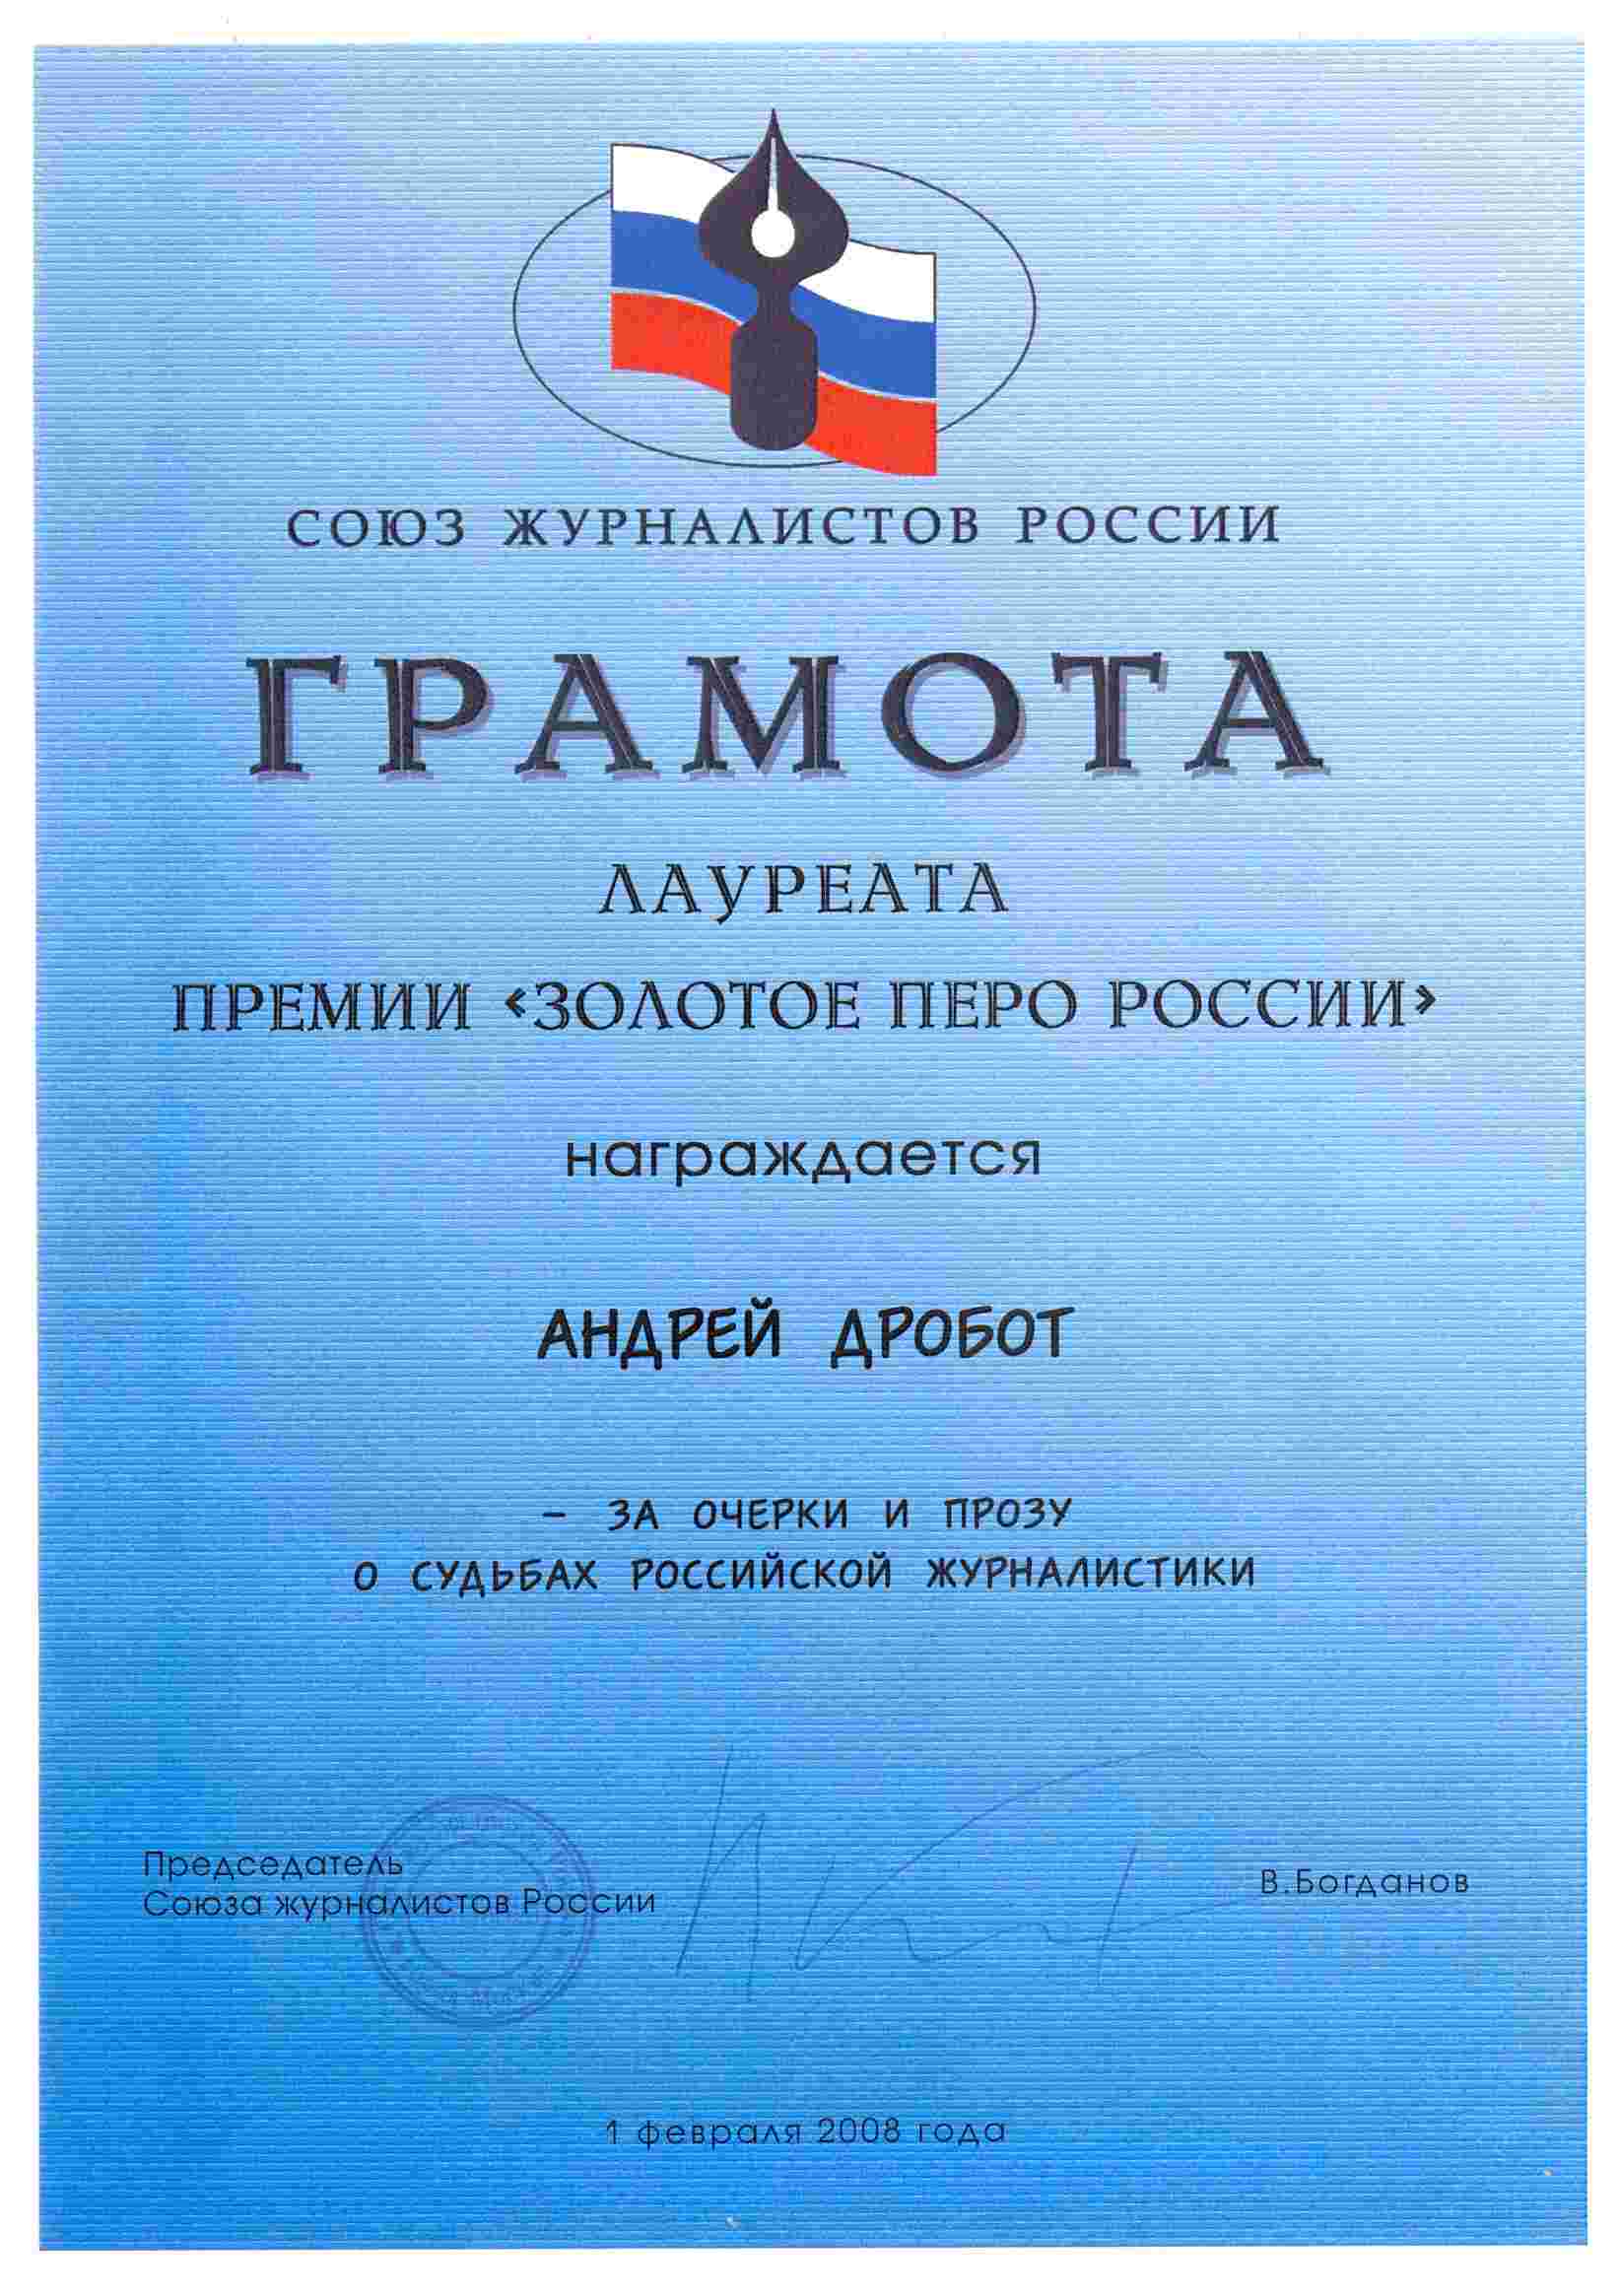 СОЮЗ ЖУРНАЛИСТОВ РОССИИ
ГРАМОТА
ЛАУРЕАТА
ПРЕМИИ «ЗОЛОТОЕ ПЕРО РОССИИ»
награждается
АНДРЕЙ ДРОБОТ
– ЗА ОЧЕРКИ И ПРОЗУ
О СУДЬБАХ РОССИЙСКОЙ ЖУРНАЛИСТИКИ
Председатель
Союза журналистов России
В.Богданов
1 февраля 2008 года